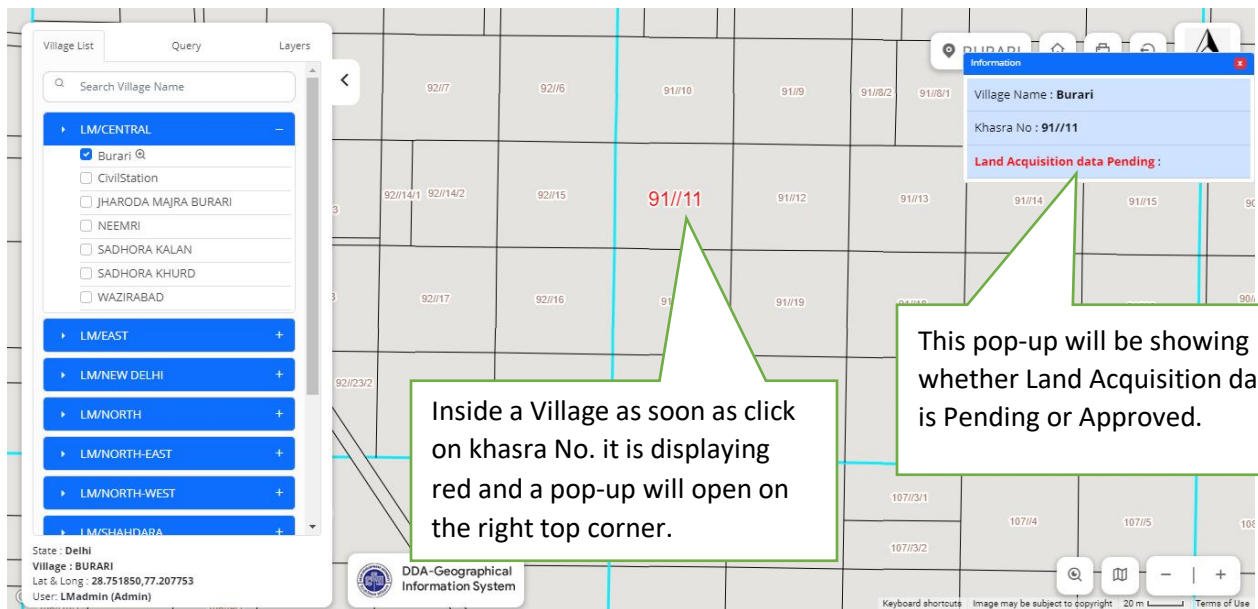 Village List Query Layers
Search Village Name
LM/CENTRAL
Burari
CivilStation
JHARODA MAJRA BURARI
NEEMRI
SADHORA KALAN
SADHORA KHURD
WAZIRABAD
LM/EAST
LM/NEW DELHI
LM/NORTH
LM/NORTH-EAST
LM/NORTH-WEST
LM/SHAHDARA
State : Delhi
Village : BURARI
Lat & Long : 28.751850,77.207753
User: LMadmin (Admin)
BURARI
Information
x
Village Name : Burari
Khasra No : 91//11
Land Acquisition data Pending :
92//7 92//6 91//10 91//9 91//8/2 91//8/1
92//14/1 92//14/2 92//15 91//11 91//12 91//13 91//14 91//15
92//17 92//16 91//19
92//23/2
107//3/1
107//4 107//5
107//3/2
Inside a Village as soon as click
on khasra No. it is displaying
red and a pop-up will open on
the right top corner.
This pop-up will be showing
whether Land Acquisition da
is Pending or Approved.
DDA-Geographical
Information System
Keyboard shortcuts Image may be subject to copyright 20 m Terms of Use